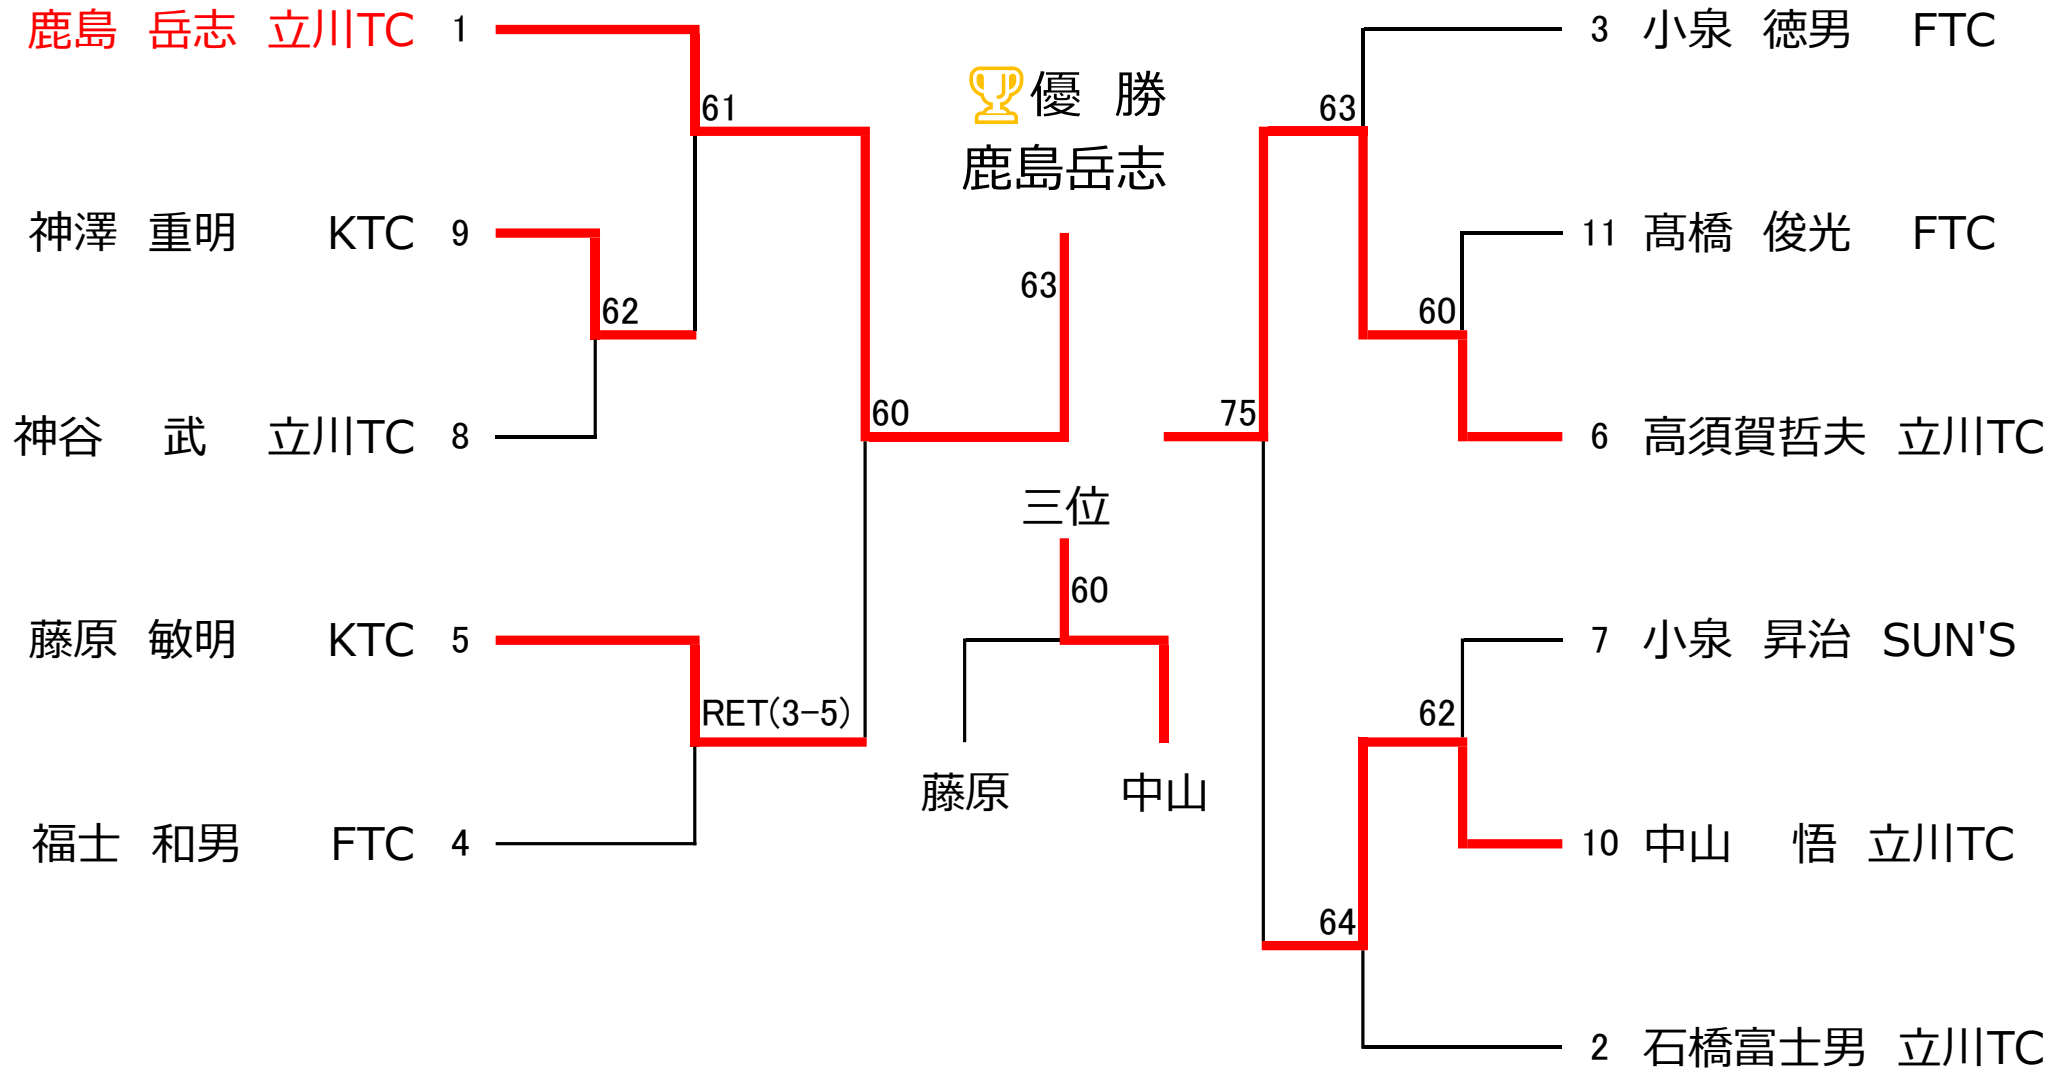 鹿島 岳志 立川TC 1
61
神澤 重明 KTC 9
62
神谷 武 立川TC 8
60
藤原 敏明 KTC 5
RET(3-5)
福士 和男 FTC 4
優 勝
鹿島岳志
63
三位
60
藤原 中山
3 小泉 徳男 FTC
63
11 髙橋 俊光 FTC
60
6 高須賀哲夫 立川TC
75
7 小泉 昇治 SUN'S
62
10 中山 悟 立川TC
64
2 石橋富士男 立川TC